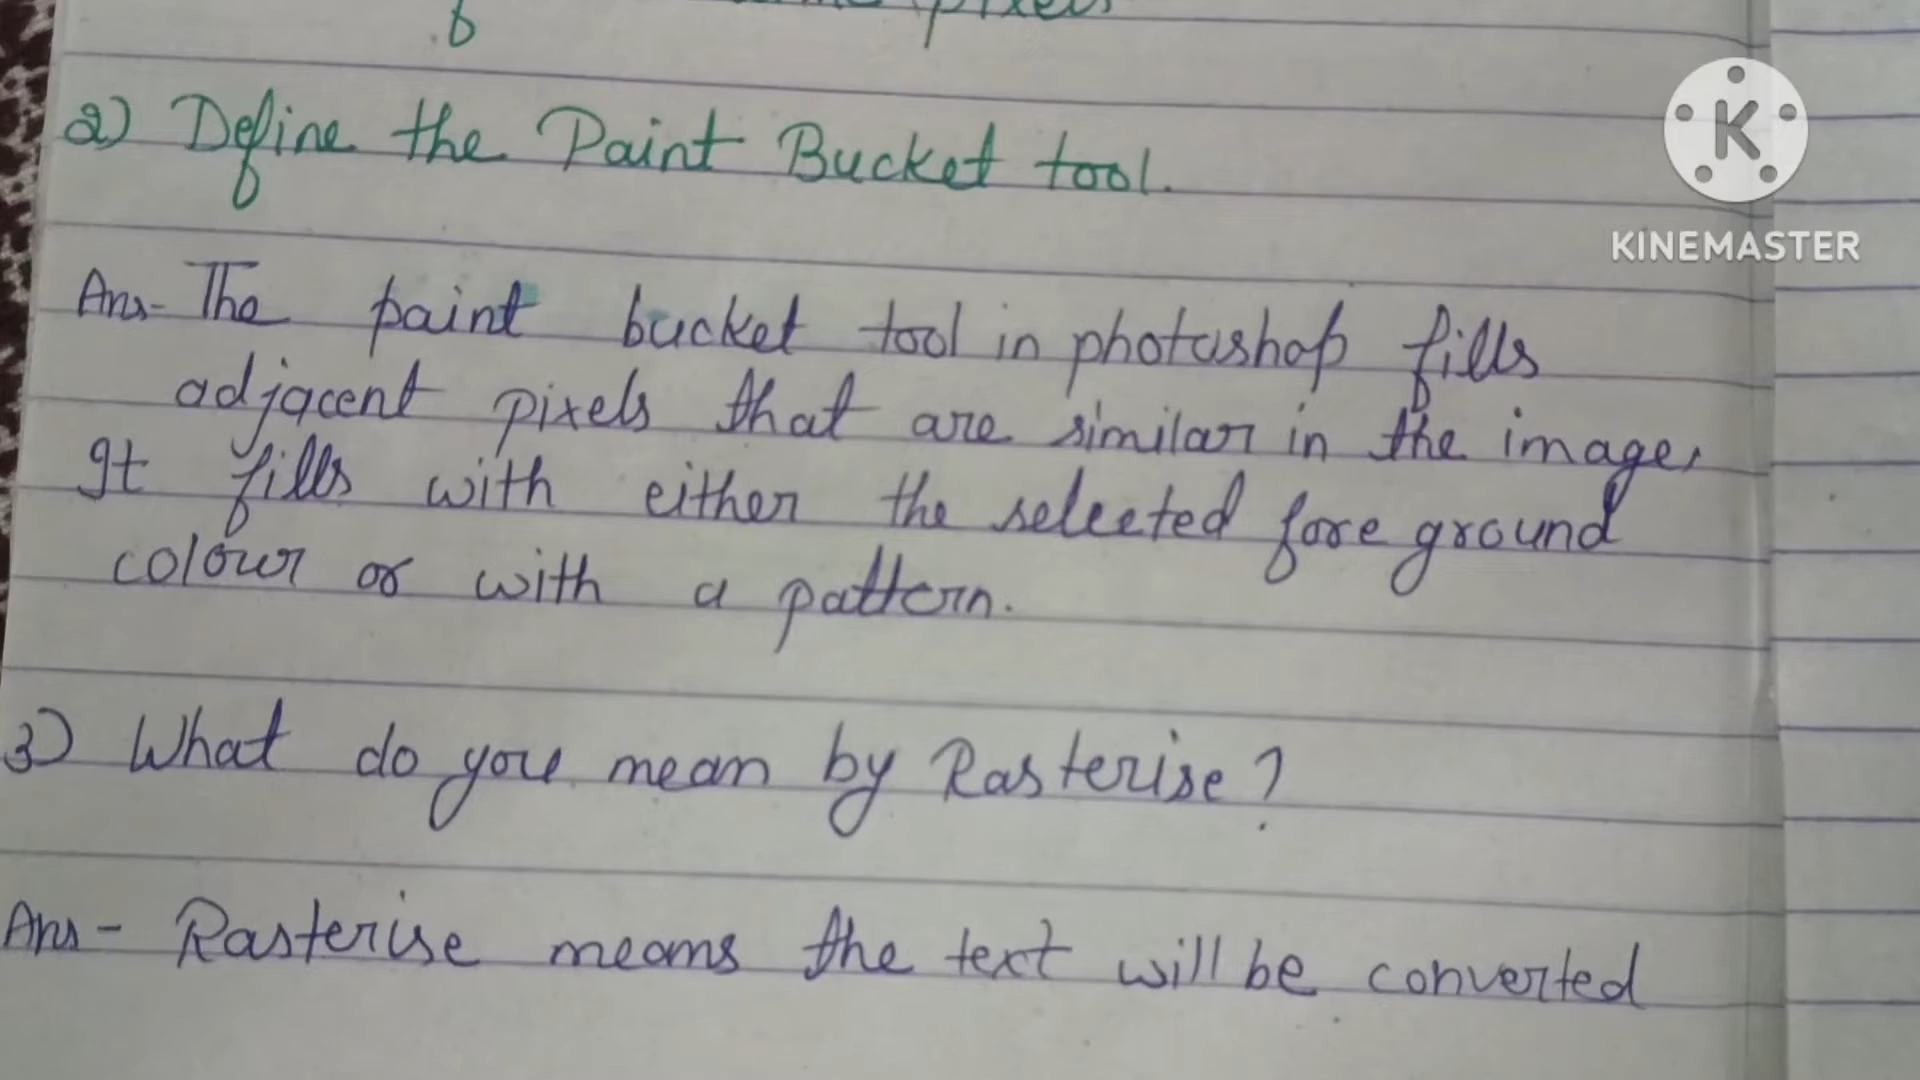 pixels
2) Define the Paint Bucket tool.
Ans- The paint bucket tool in photoshop fills
adjacent pixels that are similar in the image,
It fills with either the selected fore ground
colour or with a pattern.
3) What do you mean by Rasterise?
Ans - Rasterise means the text will be converted
K
KINEMASTER